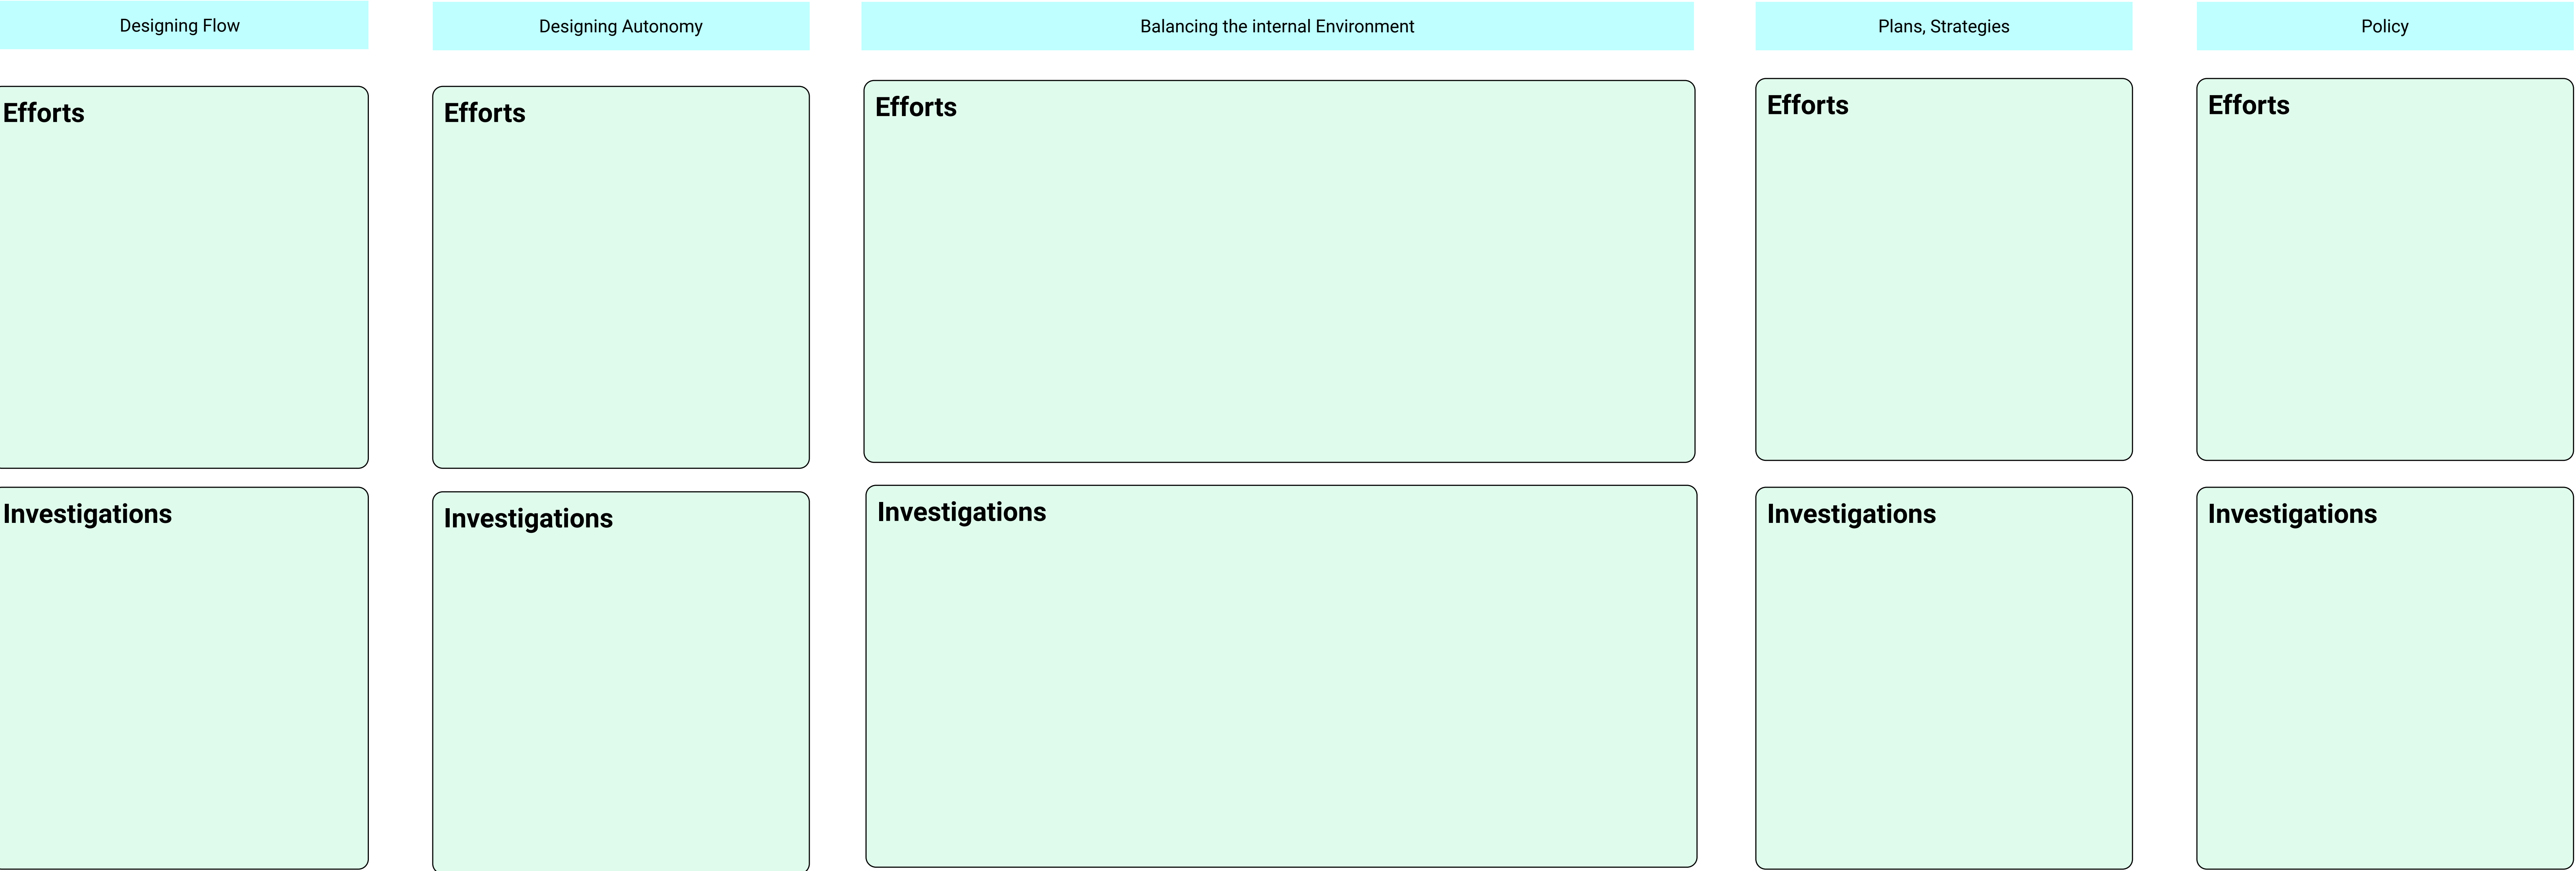 Designing Flow
Designing Autonomy
Balancing the internal Environment
Plans, Strategies
Policy
Efforts
Efforts
Efforts
Efforts
Efforts
Investigations
Investigations
Investigations
Investigations
Investigations